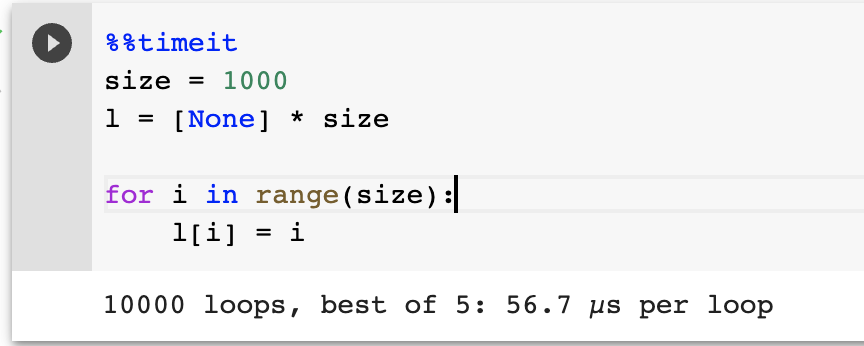 %%timeit
size = 1000
l = [None] * size
for i in range(size):
    l[i] = i
10000 loops, best of 5: 56.7 µs per loop